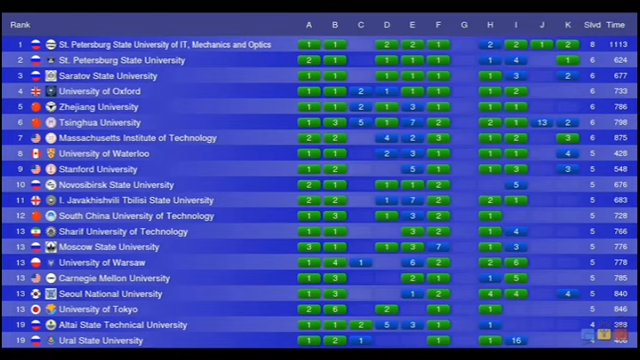 Rank A B C D E F G H I J K Slvd Time
1 St. Petersburg State University of IT, Mechanics and Optics 1 1 2 2 1 2 2 1 2 8 1113
2 St. Petersburg State University 2 1 1 1 1 1 4 1 6 624
3 Saratov State University 1 1 1 1 1 1 3 2 6 677
4 University of Oxford 1 1 2 1 1 1 1 1 6 733
5 Zhejiang University 1 1 2 1 3 1 1 1 6 786
6 Tsinghua University 1 3 5 1 7 2 2 1 13 2 6 798
7 Massachusetts Institute of Technology 2 2 4 2 3 1 2 3 6 875
8 University of Waterloo 2 2 2 3 1 1 1 4 5 428
9 Stanford University 1 1 5 1 1 3 3 5 548
10 Novosibirsk State University 2 1 1 1 2 5 5 676
11 I. Javakhishvili Tbilisi State University 2 1 1 7 2 2 1 5 683
12 South China University of Technology 1 3 1 3 2 1 5 728
13 Sharif University of Technology 1 1 3 2 1 4 5 766
13 Moscow State University 3 1 1 3 7 1 3 5 776
13 University of Warsaw 1 4 1 6 2 2 6 5 783
13 Carnegie Mellon University 1 3 2 1 1 5 5 785
13 Seoul National University 1 3 1 2 4 4 4 5 840
13 University of Tokyo 2 6 2 1 1 1 5 846
19 Altai State Technical University 1 1 2 5 3 1 1 4
19 Ural State University 1 2 1 1 1 16